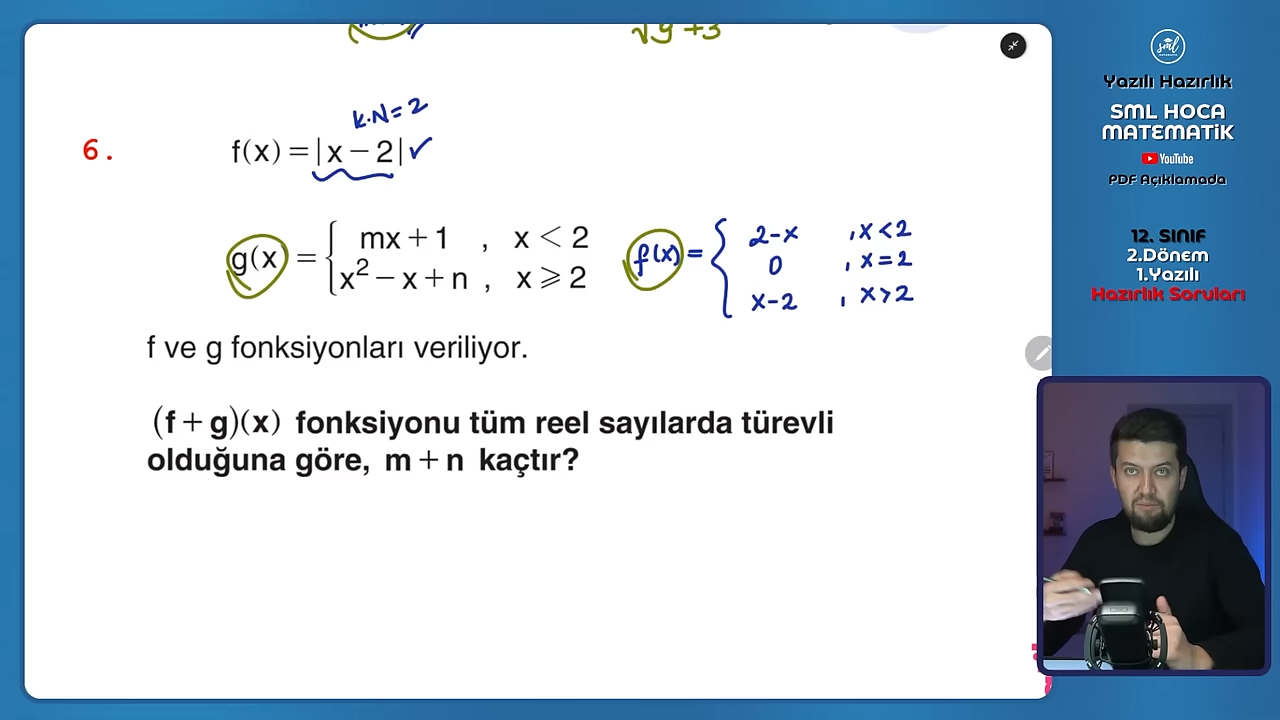 √y +3
K.N=2
6.
f(x) = |x − 2| ✓
g(x) = { mx + 1 , x < 2
x² − x + n , x ⩾ 2
f(x) = { 2-x , x < 2
0 , x = 2
x-2 , x > 2
f ve g fonksiyonları veriliyor.
(f + g)(x) fonksiyonu tüm reel sayılarda türevli
olduğuna göre, m + n kaçtır?
sml
Yazılı Hazırlık
SML HOCA
MATEMATİK
YouTube
PDF Açıklamada
12. SINIF
2.Dönem
1.Yazılı
Hazırlık Soruları